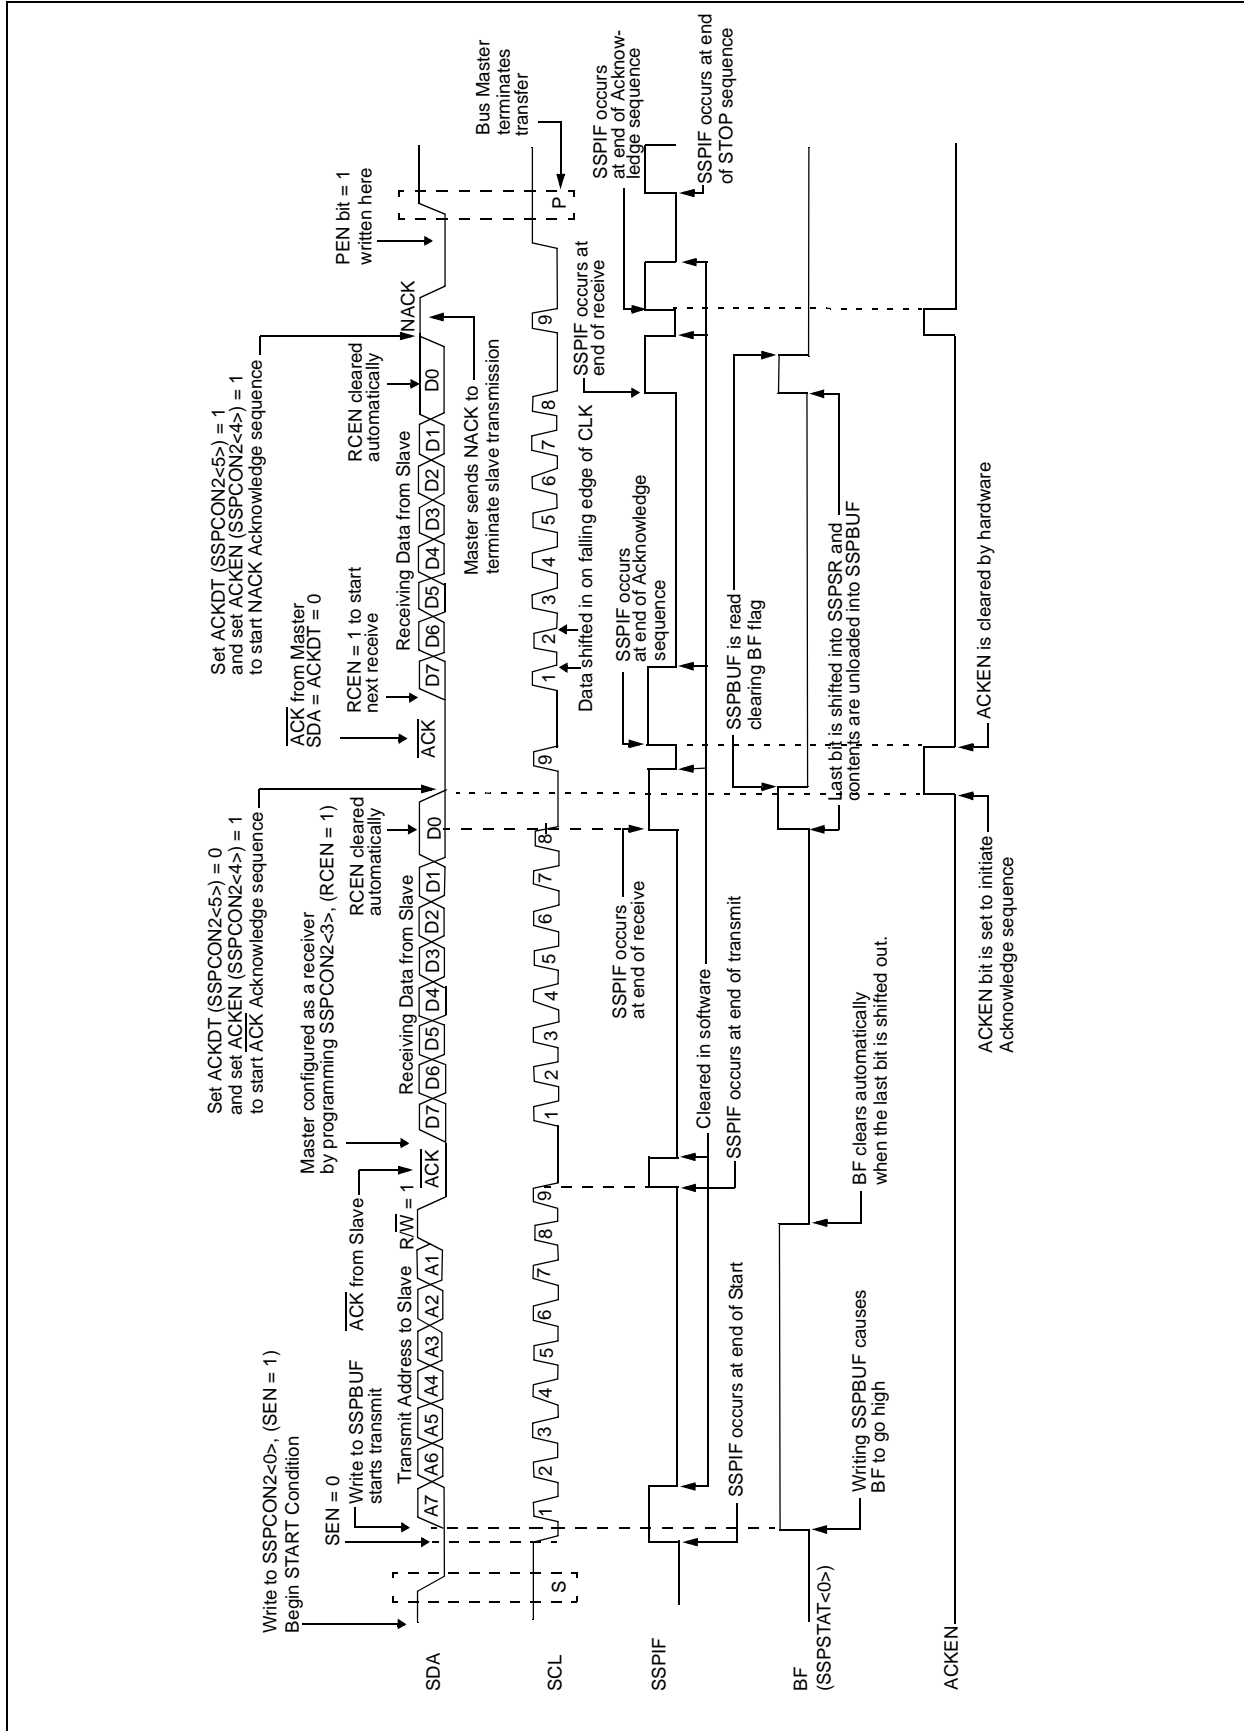 Write to SSPCON2<0>, (SEN = 1)
Begin START Condition
SEN = 0
Write to SSPBUF
starts transmit
Transmit Address to Slave
R/W = 1
ACK from Slave
Master configured as a receiver
by programming SSPCON2<3>, (RCEN = 1)
Set ACKDT (SSPCON2<5>) = 0
and set ACKEN (SSPCON2<4>) = 1
to start ACK Acknowledge sequence
Receiving Data from Slave
RCEN cleared
automatically
ACK from Master
SDA = ACKDT = 0
RCEN = 1 to start
next receive
Set ACKDT (SSPCON2<5>) = 1
and set ACKEN (SSPCON2<4>) = 1
to start NACK Acknowledge sequence
Receiving Data from Slave
RCEN cleared
automatically
PEN bit = 1
written here
SDA
A7 A6 A5 A4 A3 A2 A1
ACK
D7 D6 D5 D4 D3 D2 D1 D0
ACK
D7 D6 D5 D4 D3 D2 D1 D0
NACK
Master sends NACK to
terminate slave transmission
Bus Master
terminates
transfer
SCL
S
1 2 3 4 5 6 7 8 9
1 2 3 4 5 6 7 8 9
1 2 3 4 5 6 7 8 9
P
Data shifted in on falling edge of CLK
SSPIF occurs
at end of receive
SSPIF occurs
at end of Acknowledge
sequence
SSPIF occurs at
end of receive
SSPIF occurs
at end of Acknow-
ledge sequence
SSPIF
Cleared in software
SSPIF occurs at end of Start
SSPIF occurs at end of transmit
SSPIF occurs at end
of STOP sequence
SSPBUF is read
clearing BF flag
BF
(SSPSTAT<0>)
Writing SSPBUF causes
BF to go high
BF clears automatically
when the last bit is shifted out.
Last bit is shifted into SSPSR and
contents are unloaded into SSPBUF
ACKEN
ACKEN bit is set to initiate
Acknowledge sequence
ACKEN is cleared by hardware